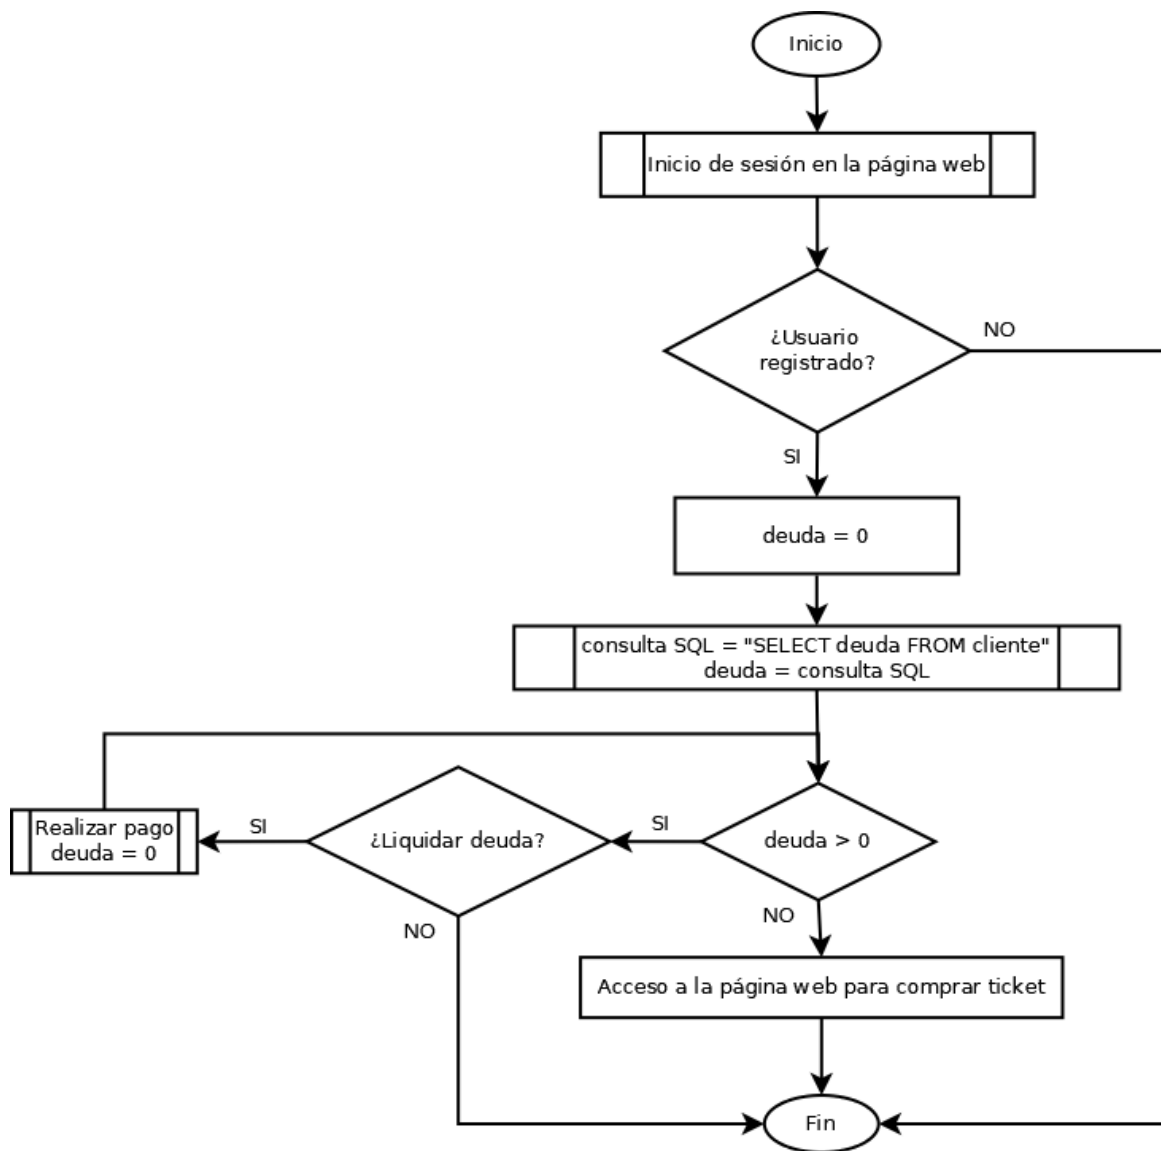 Inicio
Inicio de sesión en la página web
¿Usuario
registrado?
NO
SI
deuda = 0
consulta SQL = "SELECT deuda FROM cliente"
deuda = consulta SQL
Realizar pago
deuda = 0
SI
¿Liquidar deuda?
SI
deuda > 0
NO
NO
Acceso a la página web para comprar ticket
Fin